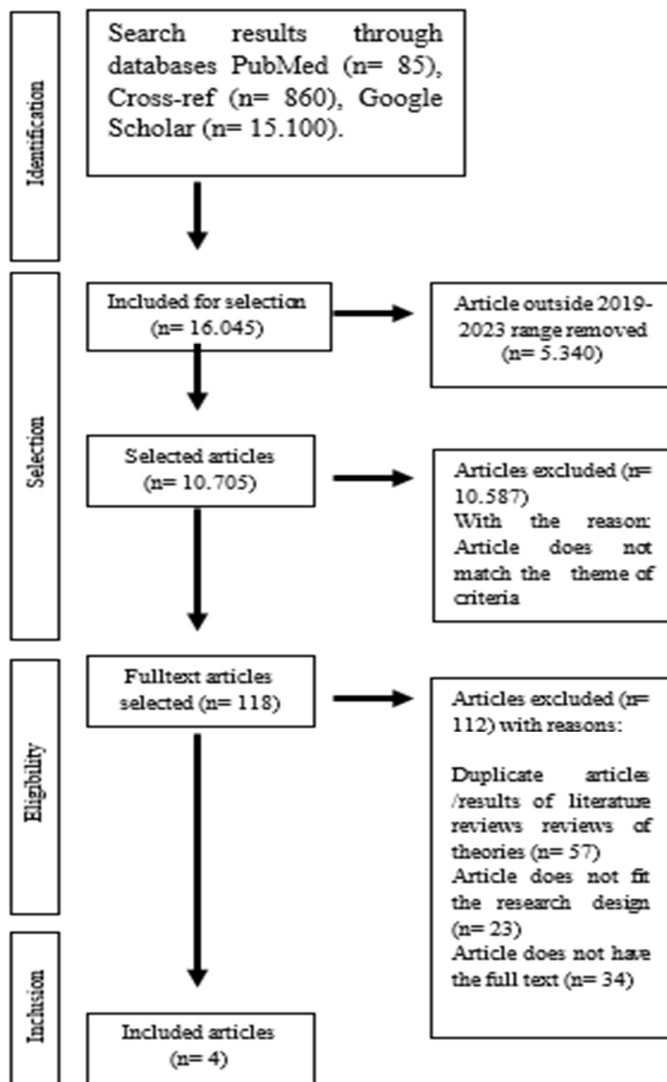 Identification
Search results through
databases PubMed (n= 85),
Cross-ref (n= 860), Google
Scholar (n= 15.100).
Selection
Included for selection
(n= 16.045)
Article outside 2019-
2023 range removed
(n= 5.340)
Selected articles
(n= 10.705)
Articles excluded (n=
10.587)
With the reason:
Article does not
match the theme of
criteria
Eligibility
Fulltext articles
selected (n= 118)
Articles excluded (n=
112) with reasons:
Duplicate articles
/results of literature
reviews reviews of
theories (n= 57)
Article does not fit
the research design
(n= 23)
Article does not have
the full text (n= 34)
Inclusion
Included articles
(n= 4)